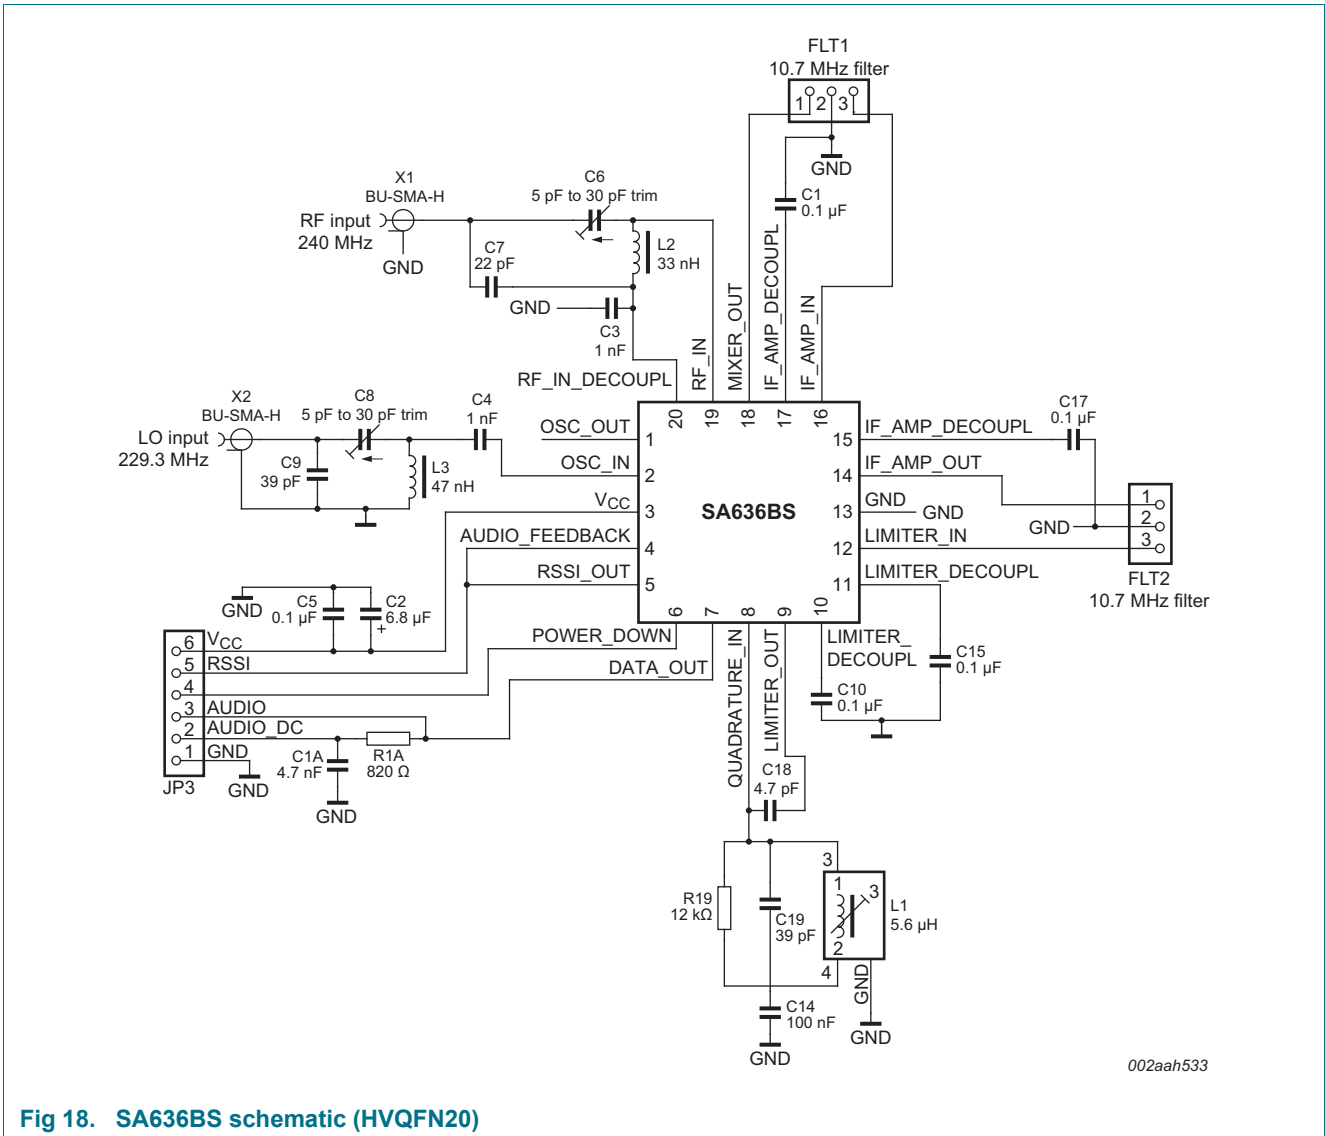 FLT1
10.7 MHz filter
1 2 3
GND
C1
0.1 µF
X1
BU-SMA-H
C6
5 pF to 30 pF trim
RF input
240 MHz
GND
C7
22 pF
L2
33 nH
GND
C3
1 nF
RF_IN_DECOUPL
RF_IN
MIXER_OUT
IF_AMP_DECOUPL
IF_AMP_IN
20 19 18 17 16
X2
BU-SMA-H
C8
5 pF to 30 pF trim
C4
1 nF
LO input
229.3 MHz
C9
39 pF
L3
47 nH
OSC_OUT 1
OSC_IN 2
VCC 3
AUDIO_FEEDBACK 4
RSSI_OUT 5
SA636BS
15 IF_AMP_DECOUPL
14 IF_AMP_OUT
13 GND GND
12 LIMITER_IN
11 LIMITER_DECOUPL
C17
0.1 µF
GND
1
2
3
FLT2
10.7 MHz filter
6 7 8 9 10
POWER_DOWN
DATA_OUT
QUADRATURE_IN
LIMITER_OUT
LIMITER_
DECOUPL
C10
0.1 µF
C15
0.1 µF
GND
C5
0.1 µF
C2
6.8 µF
+
6 VCC
5 RSSI
4
3 AUDIO
2 AUDIO_DC
1 GND
JP3
GND
C1A
4.7 nF
R1A
820 Ω
GND
C18
4.7 pF
R19
12 kΩ
C19
39 pF
3
1
3
2
4
L1
5.6 µH
GND
GND
C14
100 nF
GND
002aah533
Fig 18. SA636BS schematic (HVQFN20)